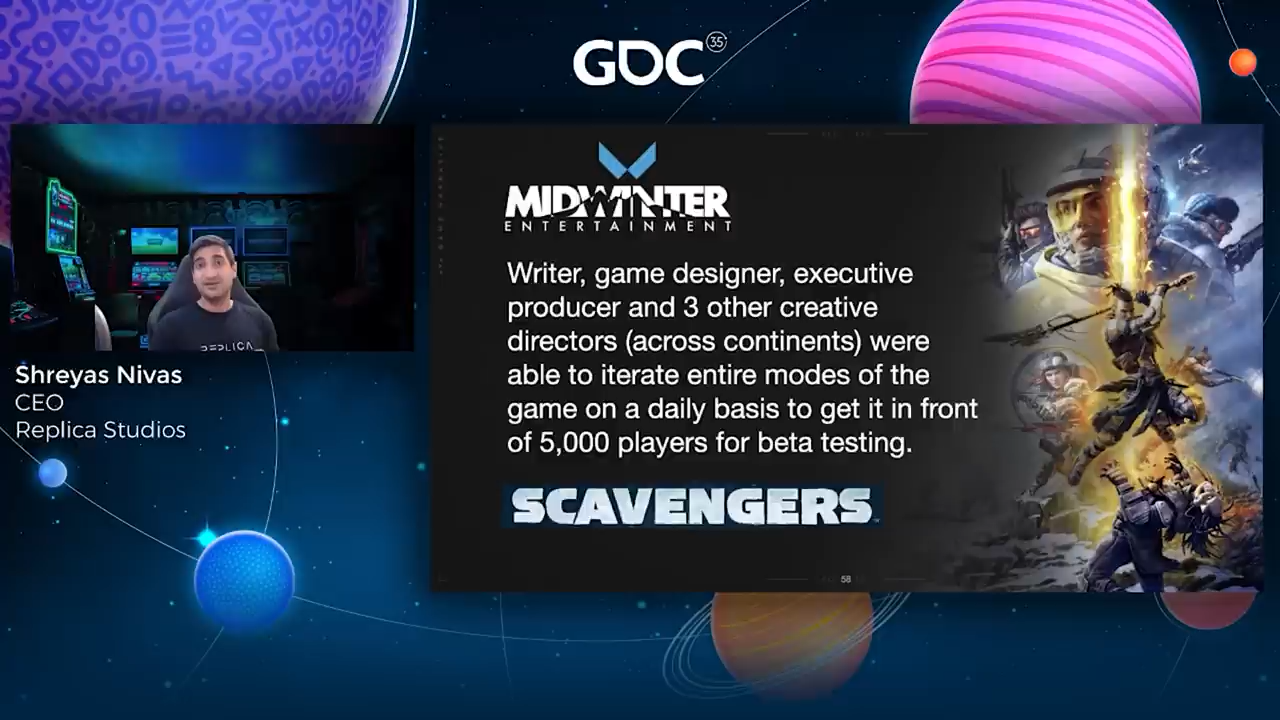 GDC 35
MIDWINTER
ENTERTAINMENT
Writer, game designer, executive
producer and 3 other creative
directors (across continents) were
able to iterate entire modes of the
game on a daily basis to get it in front
of 5,000 players for beta testing.
SCAVENGERS
58
REPLICA
Shreyas Nivas
CEO
Replica Studios